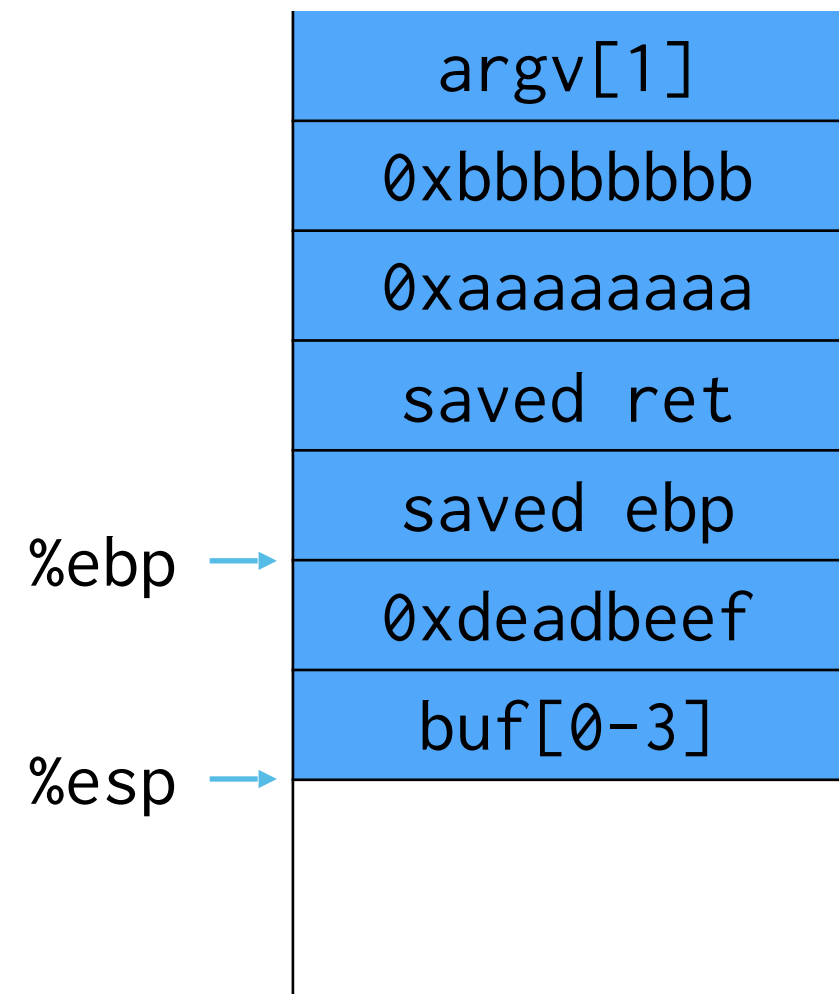 argv[1]
0xbbbbbbbb
0xaaaaaaaa
saved ret
saved ebp
%ebp
0xdeadbeef
buf[0-3]
%esp